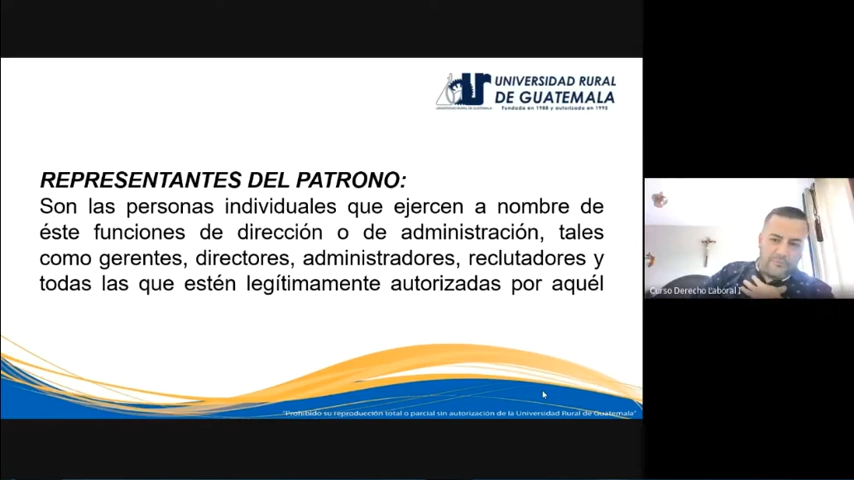 UNIVERSIDAD RURAL
DE GUATEMALA
Fundada en 1988 y autorizada en 1995
REPRESENTANTES DEL PATRONO:
Son las personas individuales que ejercen a nombre de
éste funciones de dirección o de administración, tales
como gerentes, directores, administradores, reclutadores y
todas las que estén legítimamente autorizadas por aquél
"Prohibido su reproducción total o parcial sin autorización de la Universidad Rural de Guatemala"
Curso Derecho Laboral I